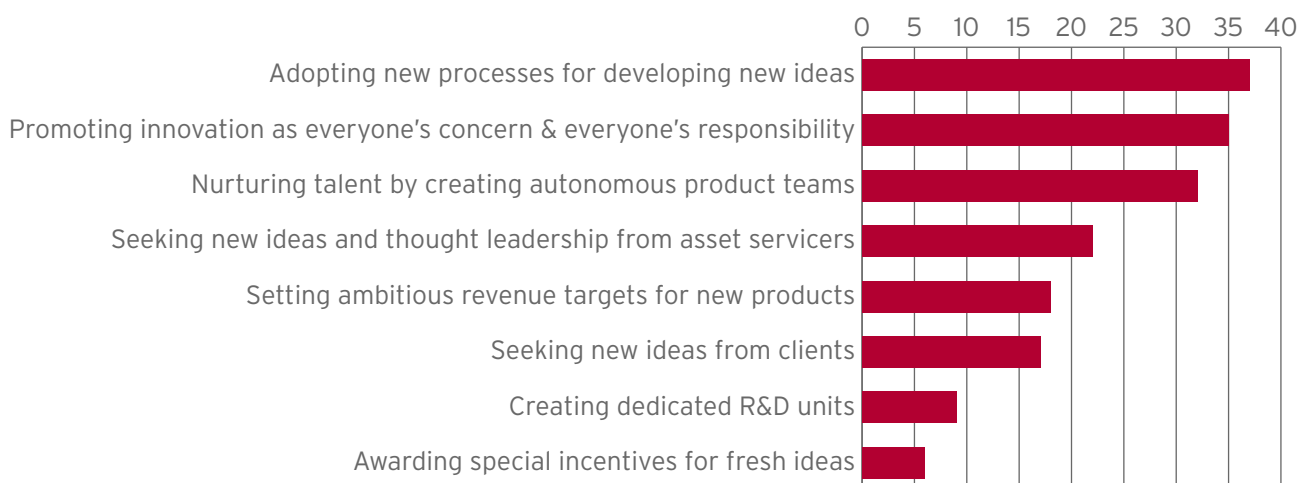 0 5 10 15 20 25 30 35 40
Adopting new processes for developing new ideas
Promoting innovation as everyone’s concern & everyone’s responsibility
Nurturing talent by creating autonomous product teams
Seeking new ideas and thought leadership from asset servicers
Setting ambitious revenue targets for new products
Seeking new ideas from clients
Creating dedicated R&D units
Awarding special incentives for fresh ideas